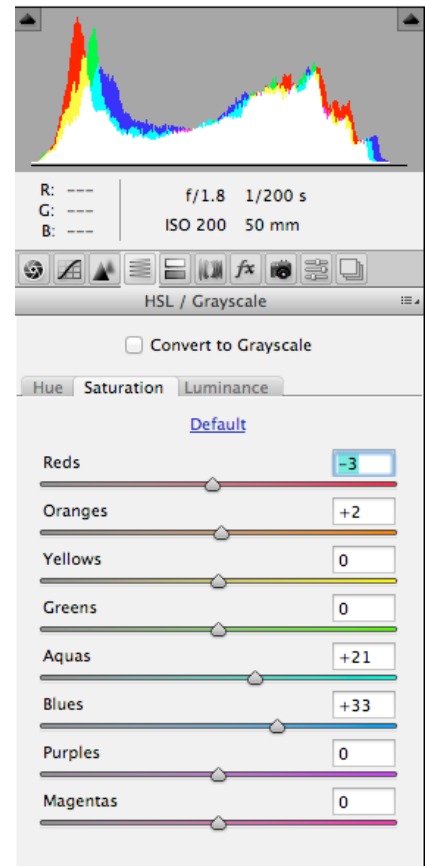 R: --- f/1.8 1/200 s
G: ---
B: --- ISO 200 50 mm
fx
HSL / Grayscale
Convert to Grayscale
Hue Saturation Luminance
Default
Reds -3
Oranges +2
Yellows 0
Greens 0
Aquas +21
Blues +33
Purples 0
Magentas 0